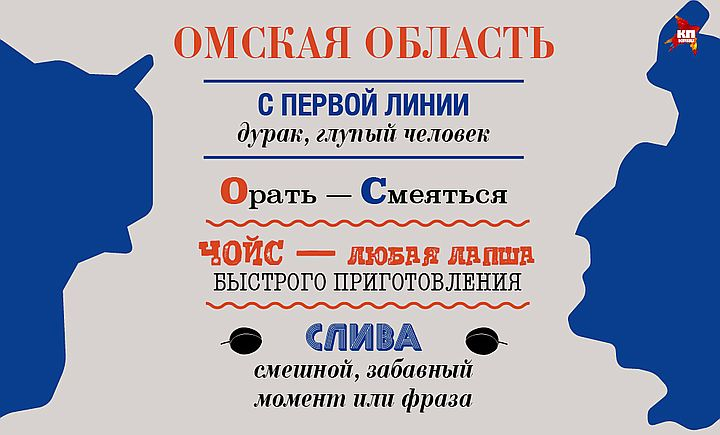 ОМСКАЯ ОБЛАСТЬ
КП
С ПЕРВОЙ ЛИНИИ
дурак, глупый человек
Орать — Смеяться
ЧОЙС — ЛЮБАЯ ЛАПША
БЫСТРОГО ПРИГОТОВЛЕНИЯ
СЛИВА
смешной, забавный
момент или фраза